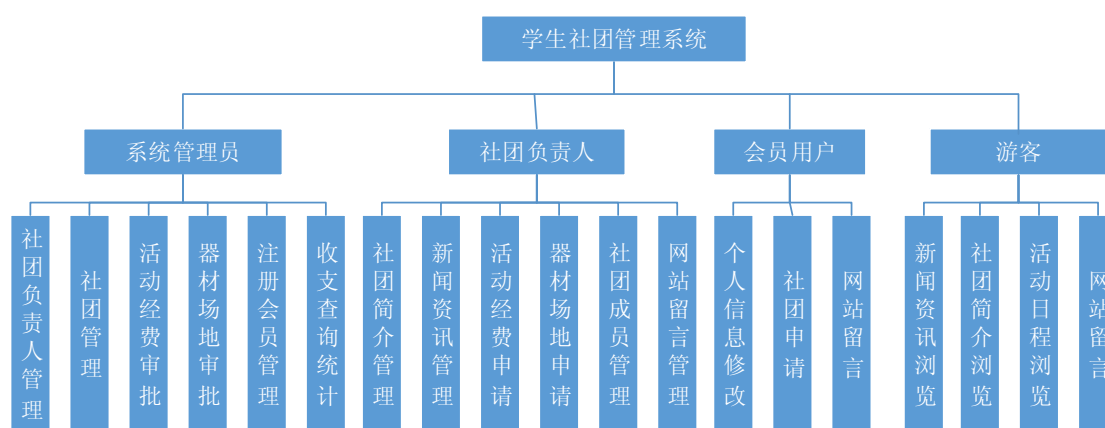 学生社团管理系统
系统管理员
社团负责人
会员用户
游客
社团负责人管理
社团管理
活动经费审批
器材场地审批
注册会员管理
收支查询统计
社团简介管理
新闻资讯管理
活动经费申请
器材场地申请
社团成员管理
网站留言管理
个人信息修改
社团申请
网站留言
新闻资讯浏览
社团简介浏览
活动日程浏览
网站留言